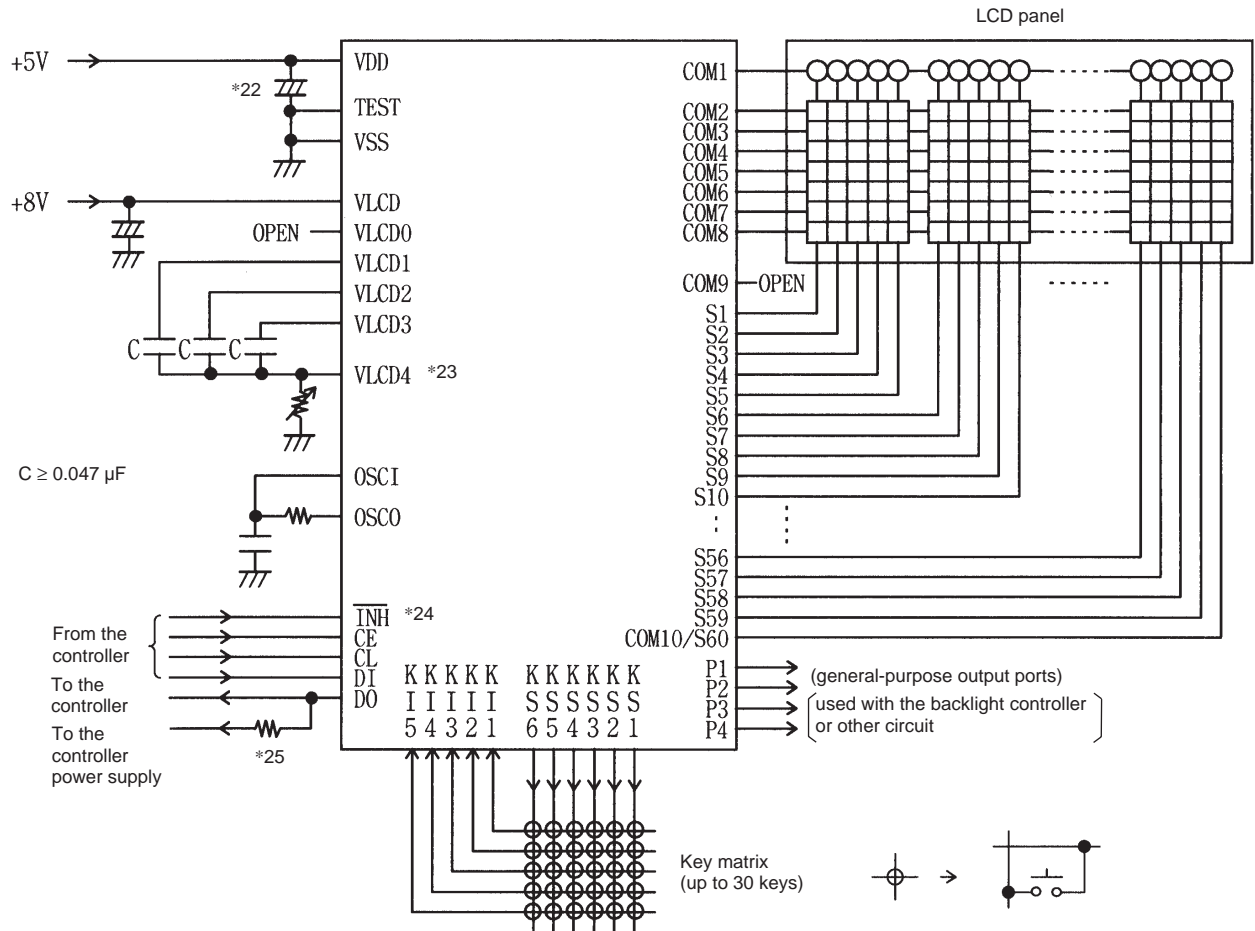 LCD panel
+5V
VDD
*22
TEST
VSS
+8V
VLCD
OPEN
VLCD0
VLCD1
VLCD2
VLCD3
C
C
C
VLCD4 *23
C ≥ 0.047 µF
OSCI
OSCO
From the
controller
INH *24
CE
CL
DI
To the
controller
DO
To the
controller
power supply
*25
COM1
COM2
COM3
COM4
COM5
COM6
COM7
COM8
COM9
OPEN
S1
S2
S3
S4
S5
S6
S7
S8
S9
S10
S56
S57
S58
S59
COM10/S60
P1
P2
P3
P4
(general-purpose output ports)
used with the backlight controller
or other circuit
K K K K K K K K K K K
I I I I I S S S S S S
5 4 3 2 1 6 5 4 3 2 1
Key matrix
(up to 30 keys)